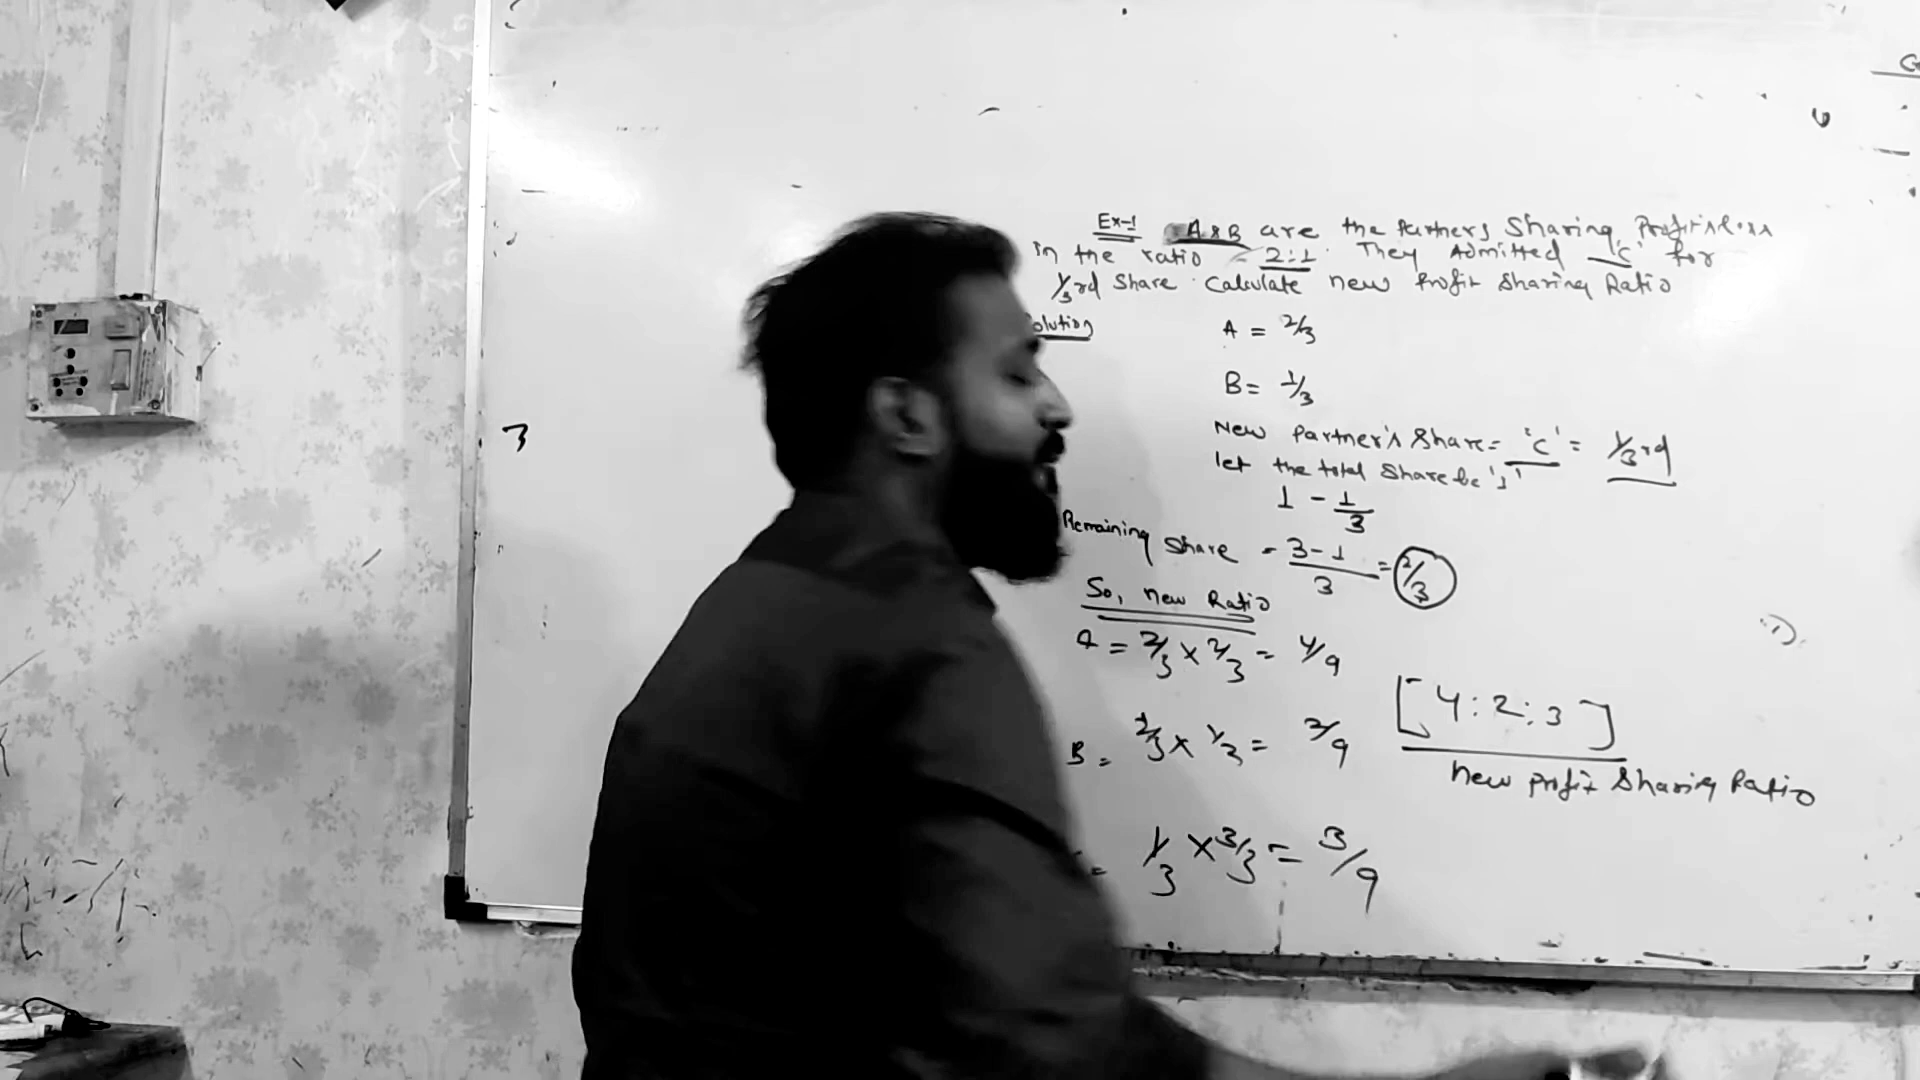 Ex-1 A & B are the Partners Sharing Profit & Loss
in the ratio = 2:1. They Admitted 'C' for
1/3rd Share. Calculate new Profit Sharing Ratio
olution
A = 2/3
B = 1/3
New Partner's Share = 'C' = 1/3rd
let the total Share be '1'
1 - 1/3
Remaining Share = 3-1/3 = 2/3
So, new Ratio
A = 2/3 x 2/3 = 4/9
B = 2/3 x 1/3 = 2/9
[4:2:3]
new profit Sharing Ratio
= 1/3 x 3/3 = 3/9